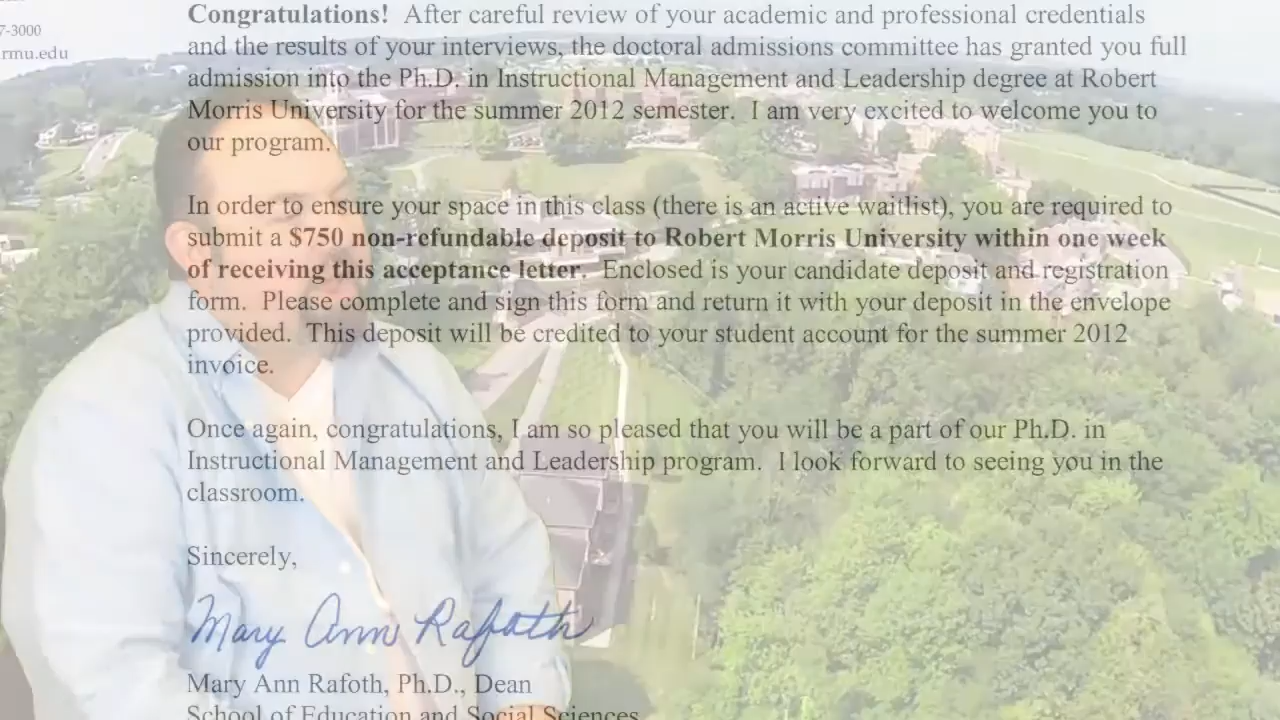 7-3000
rmu.edu
Congratulations! After careful review of your academic and professional credentials
and the results of your interviews, the doctoral admissions committee has granted you full
admission into the Ph.D. in Instructional Management and Leadership degree at Robert
Morris University for the summer 2012 semester. I am very excited to welcome you to
our program.
In order to ensure your space in this class (there is an active waitlist), you are required to
submit a $750 non-refundable deposit to Robert Morris University within one week
of receiving this acceptance letter. Enclosed is your candidate deposit and registration
form. Please complete and sign this form and return it with your deposit in the envelope
provided. This deposit will be credited to your student account for the summer 2012
invoice.
Once again, congratulations, I am so pleased that you will be a part of our Ph.D. in
Instructional Management and Leadership program. I look forward to seeing you in the
classroom.
Sincerely,
Mary Ann Rafoth
Mary Ann Rafoth, Ph.D., Dean
School of Education and Social Sciences